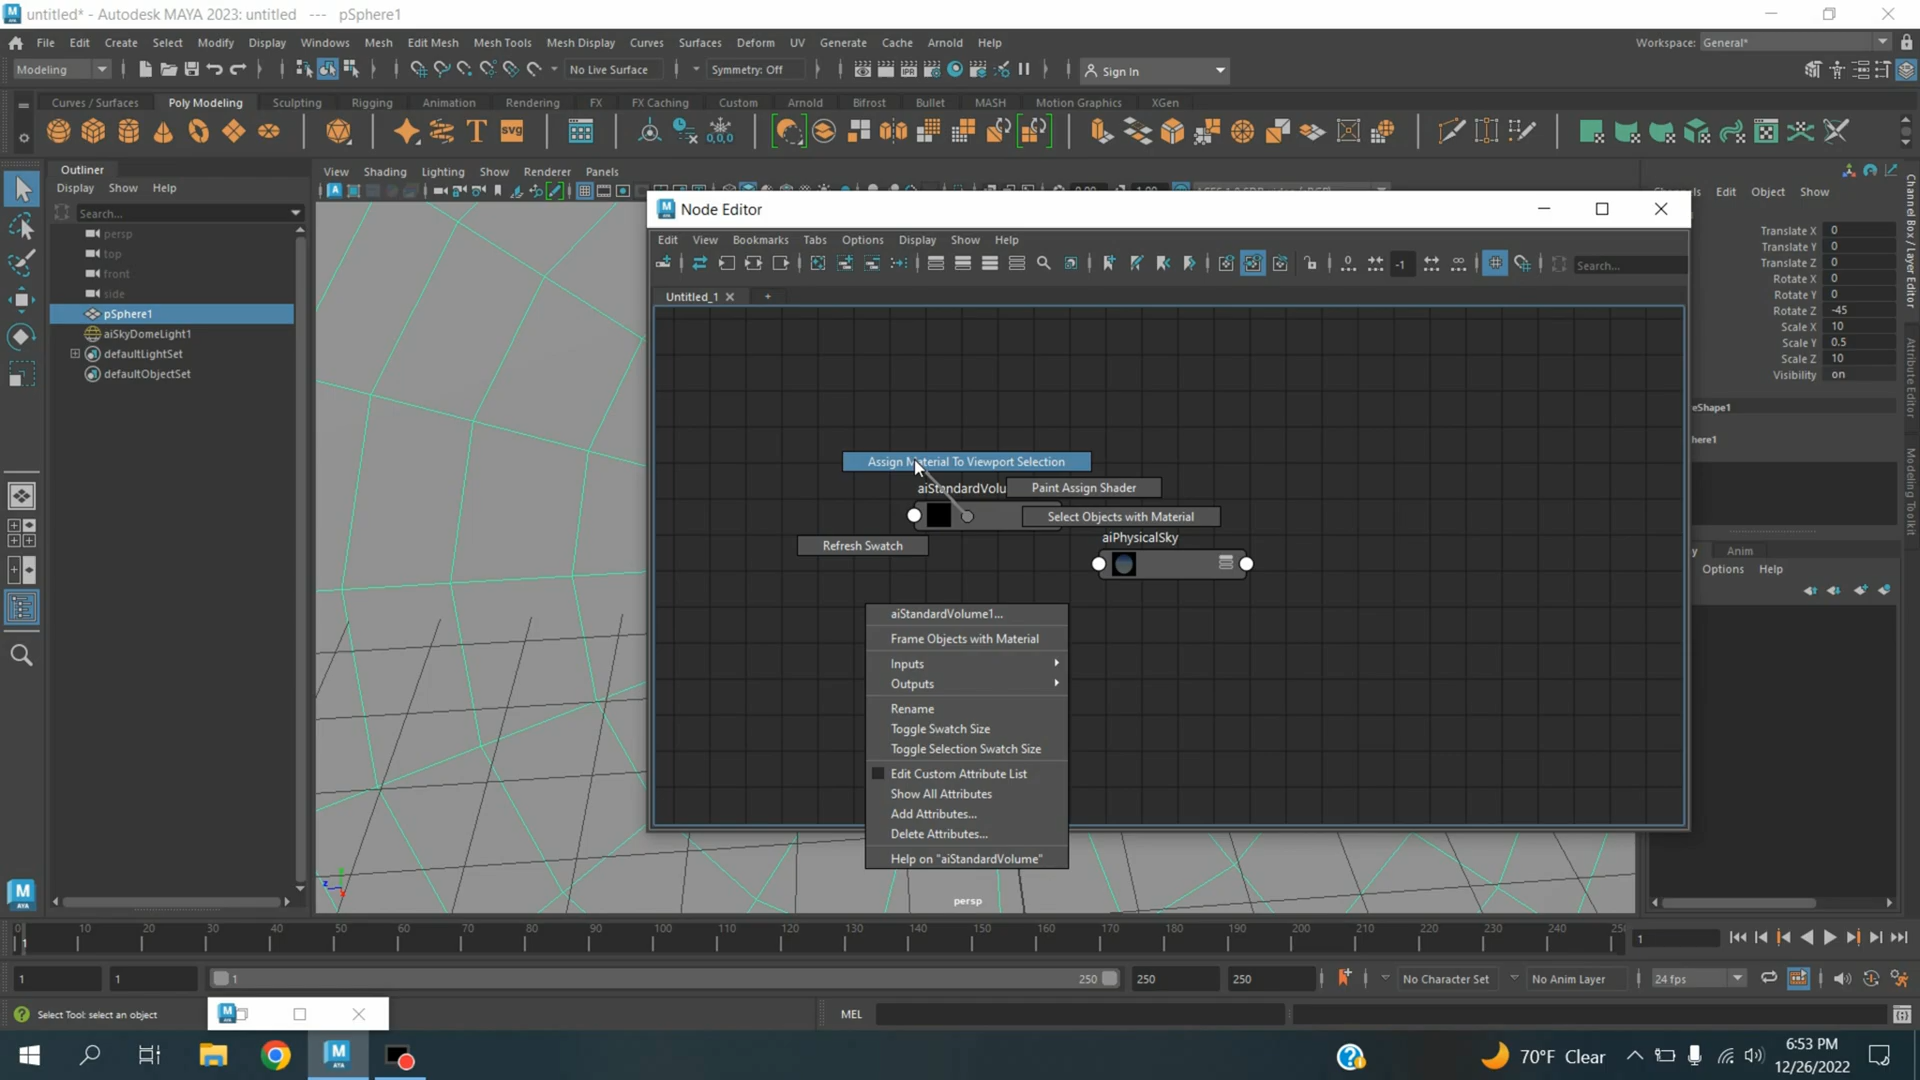 untitled* - Autodesk MAYA 2023: untitled --- pSphere1
File Edit Create Select Modify Display Windows Mesh Edit Mesh Mesh Tools Mesh Display Curves Surfaces Deform UV Generate Cache Arnold Help
Workspace: General*
Modeling
No Live Surface
Symmetry: Off
Sign In
Curves / Surfaces Poly Modeling Sculpting Rigging Animation Rendering FX FX Caching Custom Arnold Bifrost Bullet MASH Motion Graphics XGen
Outliner
Display Show Help
Search...
persp
top
front
side
pSphere1
aiSkyDomeLight1
defaultLightSet
defaultObjectSet
View Shading Lighting Show Renderer Panels
Node Editor
Edit View Bookmarks Tabs Options Display Show Help
-1
Search...
Untitled_1
+
Assign Material To Viewport Selection
aiStandardVolu
Paint Assign Shader
Select Objects with Material
aiPhysicalSky
Refresh Swatch
aiStandardVolume1...
Frame Objects with Material
Inputs
Outputs
Rename
Toggle Swatch Size
Toggle Selection Swatch Size
Edit Custom Attribute List
Show All Attributes
Add Attributes...
Delete Attributes...
Help on "aiStandardVolume"
persp
Edit Object Show
Translate X 0
Translate Y 0
Translate Z 0
Rotate X 0
Rotate Y 0
Rotate Z -45
Scale X 10
Scale Y 0.5
Scale Z 10
Visibility on
eShape1
here1
y Anim
Options Help
Channel Box / Layer Editor
Attribute Editor
Modeling Toolkit
0 10 20 30 40 50 60 70 80 90 100 110 120 130 140 150 160 170 180 190 200 210 220 230 240 25
1
1
1 1 1 250 250 250
No Character Set
No Anim Layer
24 fps
Select Tool: select an object
MEL
70°F Clear
6:53 PM
12/26/2022